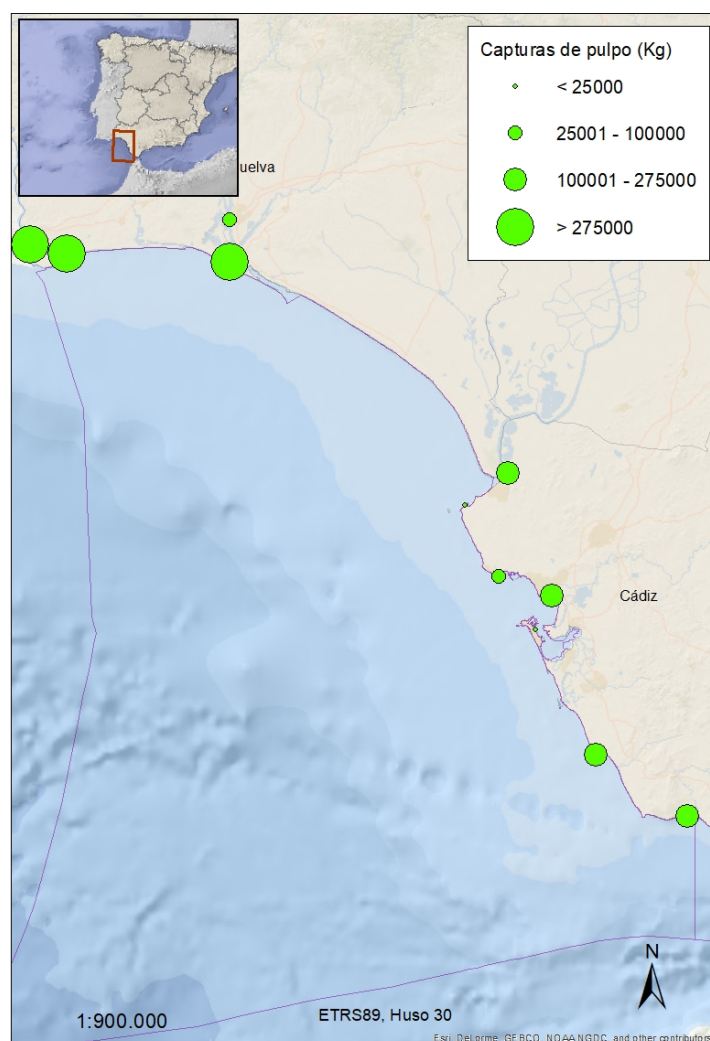 Capturas de pulpo (Kg)
< 25000
25001 - 100000
100001 - 275000
> 275000
uelva
Cádiz
N
1:900.000
ETRS89, Huso 30
Esri, DeLorme, GEBCO, NOAA NGDC, and other contributors